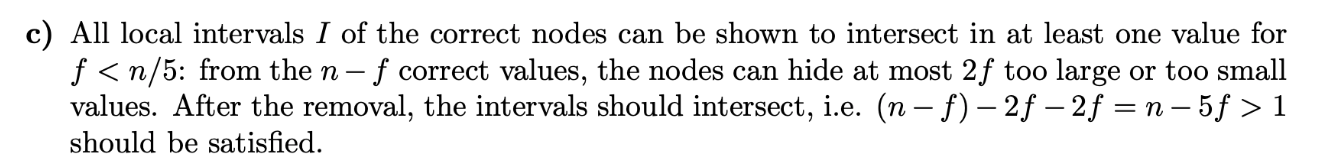 c) All local intervals I of the correct nodes can be shown to intersect in at least one value for
f < n/5: from the n − f correct values, the nodes can hide at most 2f too large or too small
values. After the removal, the intervals should intersect, i.e. (n − f) − 2f − 2f = n − 5f > 1
should be satisfied.